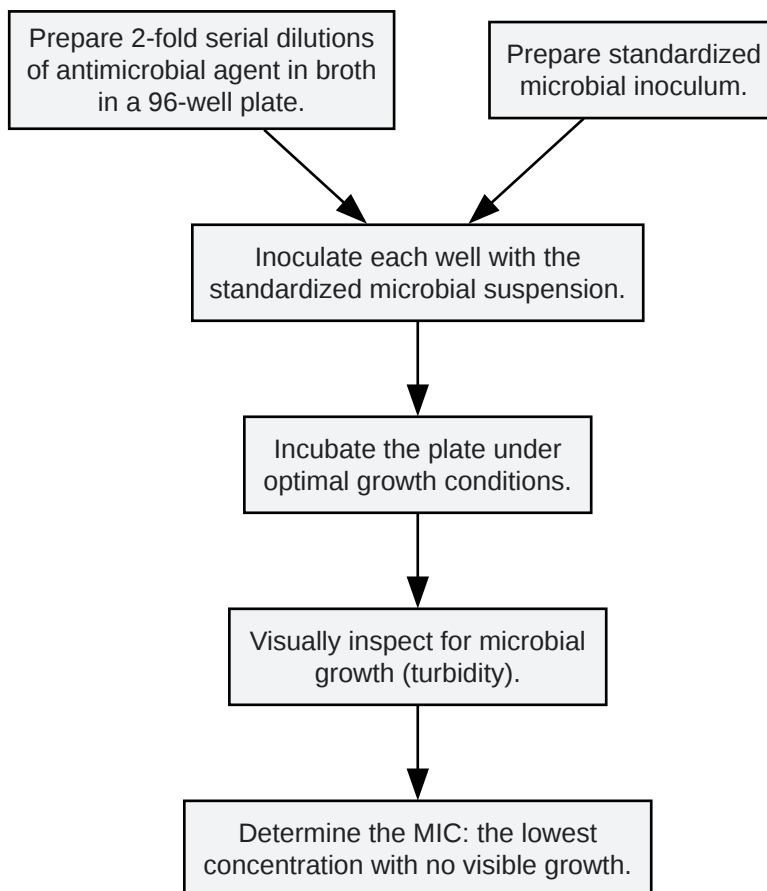 Prepare 2-fold serial dilutions
of antimicrobial agent in broth
in a 96-well plate.
Prepare standardized
microbial inoculum.
Inoculate each well with the
standardized microbial suspension.
Incubate the plate under
optimal growth conditions.
Visually inspect for microbial
growth (turbidity).
Determine the MIC: the lowest
concentration with no visible growth.